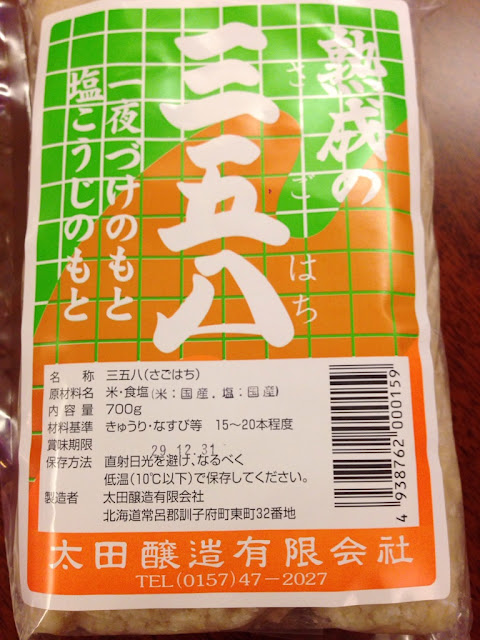 熟成の
三五八
さごはち
一夜づけのもと
塩こうじのもと
名　称　三五八(さごはち)
原材料名　米・食塩(米:国産、塩:国産)
内容量　700g
材料基準　きゅうり・なすび等　15〜20本程度
賞味期限　29.12.31
保存方法　直射日光を避け、なるべく
低温(10℃以下)で保存してください。
製造者　太田醸造有限会社
北海道常呂郡訓子府町東町32番地
4 938762 000159
太田醸造有限会社
TEL(0157)47-2027